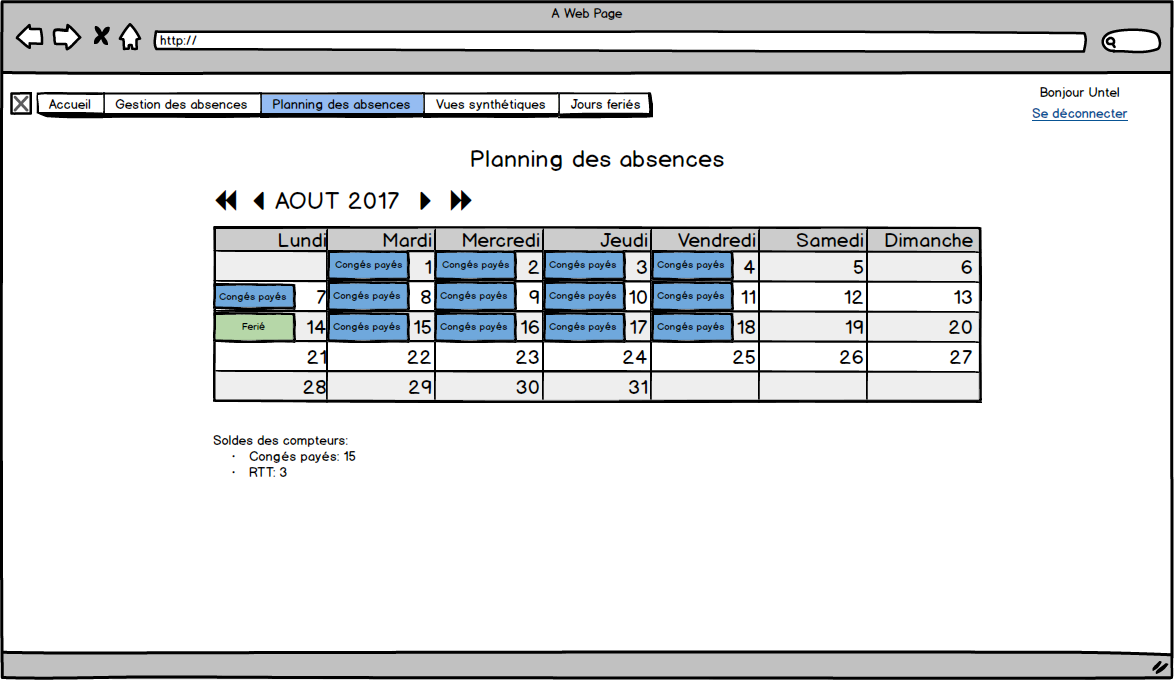 A Web Page
http://
Accueil Gestion des absences Planning des absences Vues synthétiques Jours feriés
Bonjour Untel
Se déconnecter
Planning des absences
AOUT 2017
Lundi Mardi Mercredi Jeudi Vendredi Samedi Dimanche
Congés payés 1 Congés payés 2 Congés payés 3 Congés payés 4 5 6
Congés payés 7 Congés payés 8 Congés payés 9 Congés payés 10 Congés payés 11 12 13
Ferié 14 Congés payés 15 Congés payés 16 Congés payés 17 Congés payés 18 19 20
21 22 23 24 25 26 27
28 29 30 31
Soldes des compteurs:
· Congés payés: 15
· RTT: 3